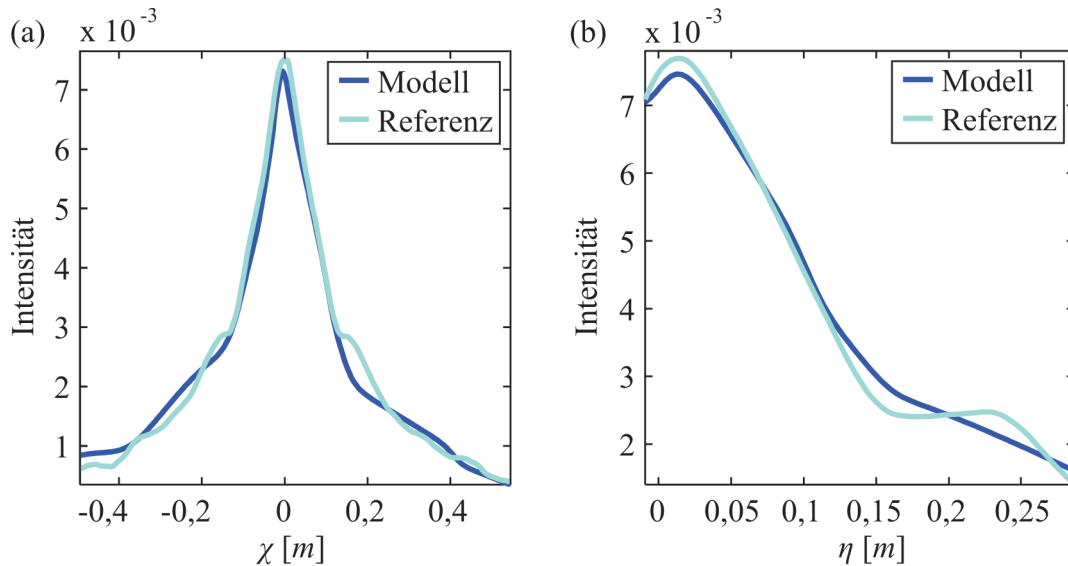 (a)
x 10⁻³
7
6
5
4
3
2
1
-0,4 -0,2 0 0,2 0,4
Intensität
χ [m]
Modell
Referenz
(b)
x 10⁻³
7
6
5
4
3
2
0 0,05 0,1 0,15 0,2 0,25
Intensität
η [m]
Modell
Referenz